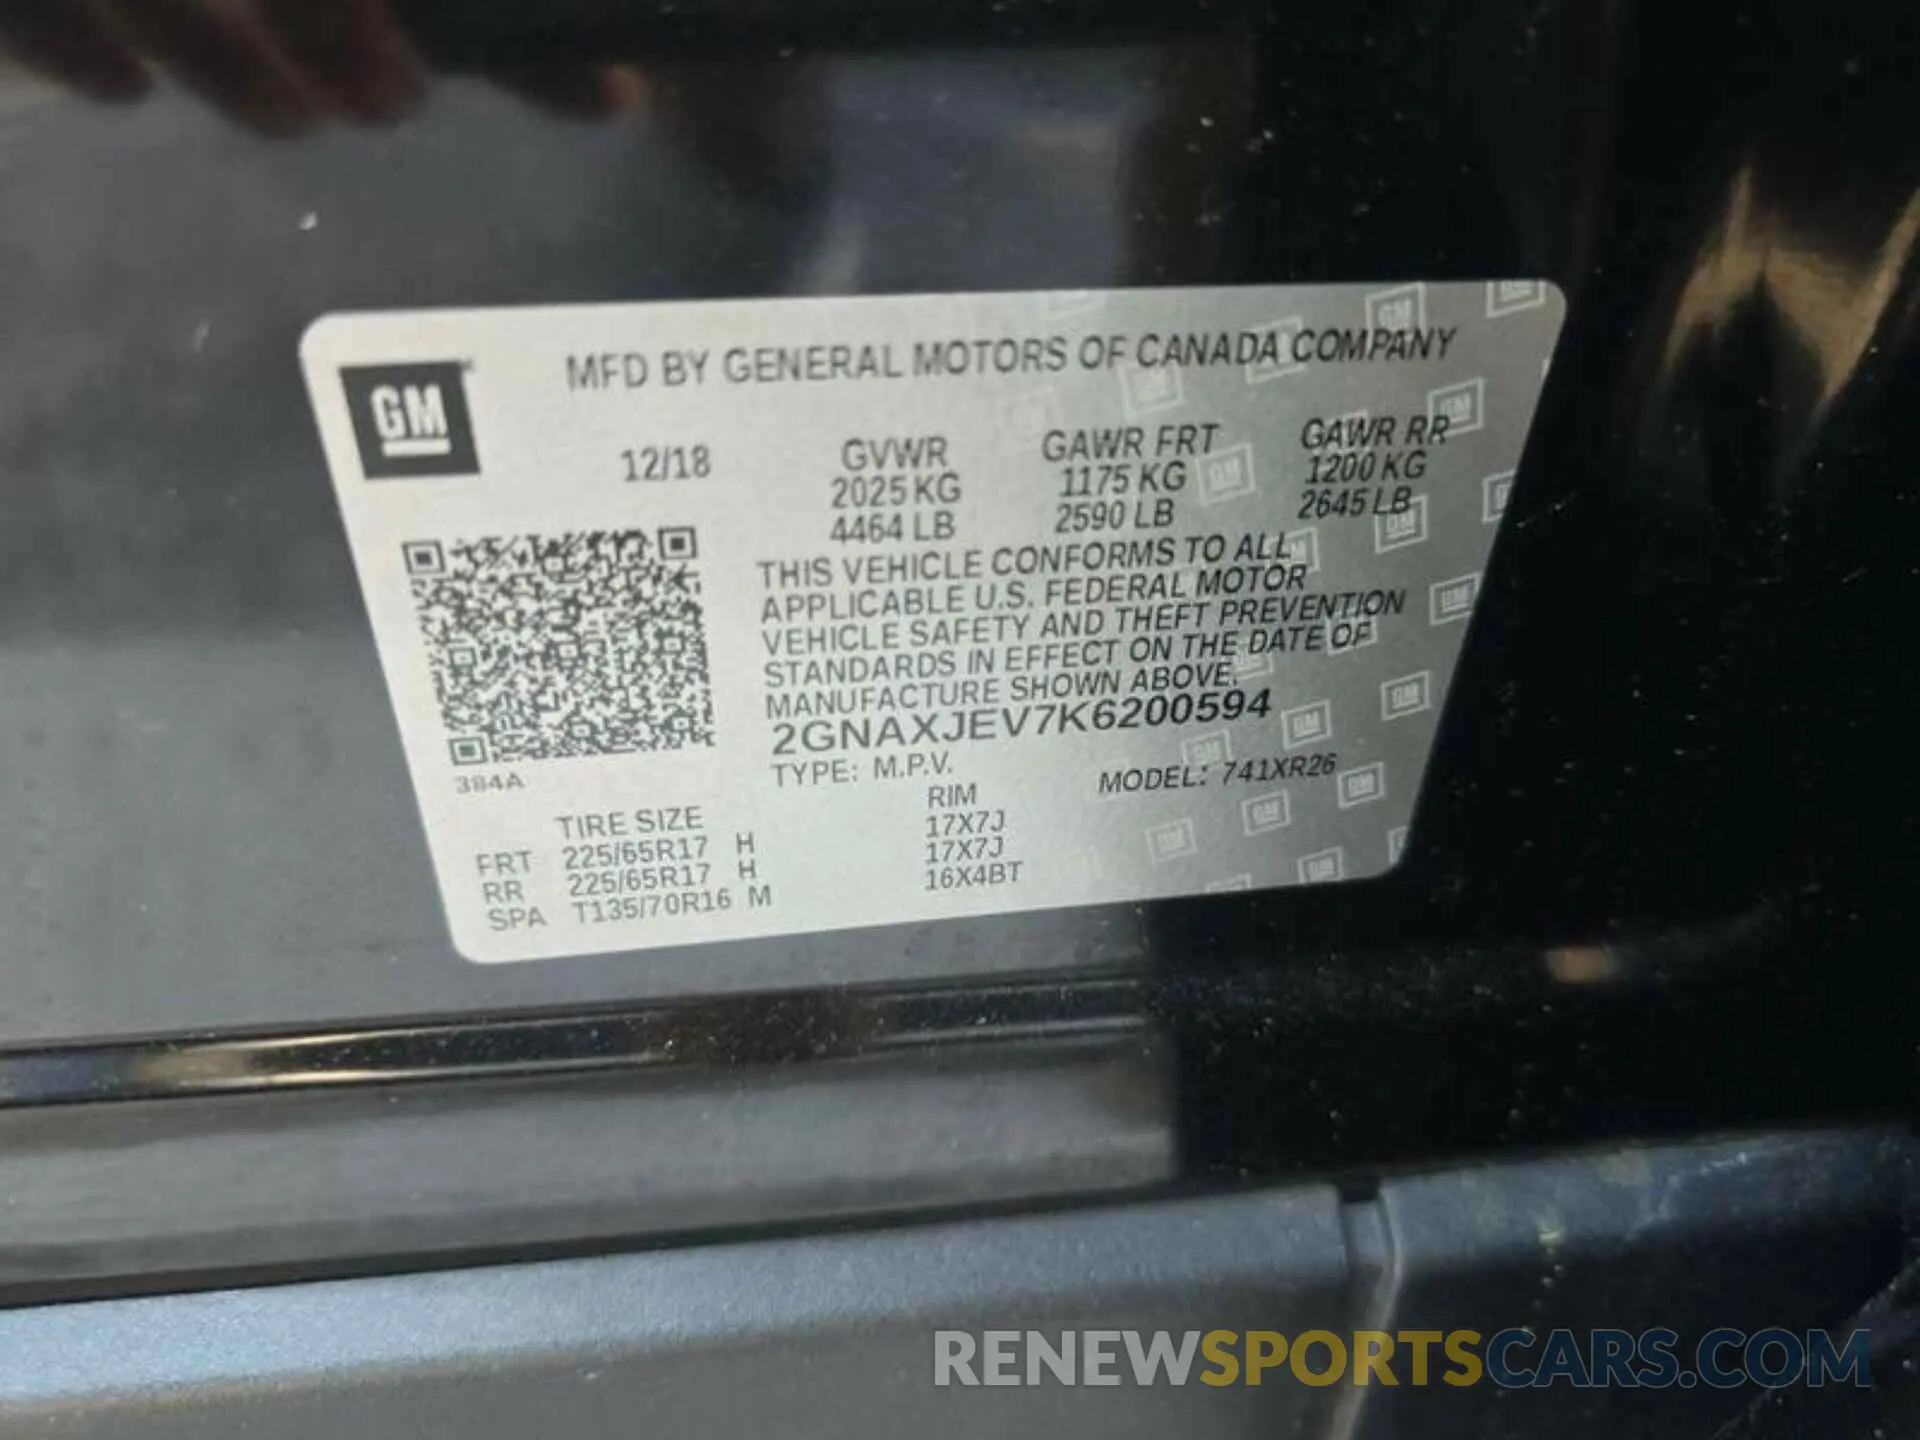 GM
MFD BY GENERAL MOTORS OF CANADA COMPANY
12/18 GVWR GAWR FRT GAWR RR
2025 KG 1175 KG 1200 KG
4464 LB 2590 LB 2645 LB
THIS VEHICLE CONFORMS TO ALL
APPLICABLE U.S. FEDERAL MOTOR
VEHICLE SAFETY AND THEFT PREVENTION
STANDARDS IN EFFECT ON THE DATE OF
MANUFACTURE SHOWN ABOVE.
2GNAXJEV7K6200594
384A
TYPE: M.P.V. MODEL: 741XR26
TIRE SIZE RIM
FRT 225/65R17 H 17X7J
RR 225/65R17 H 17X7J
SPA T135/70R16 M 16X4BT
RENEWSPORTSCARS.COM